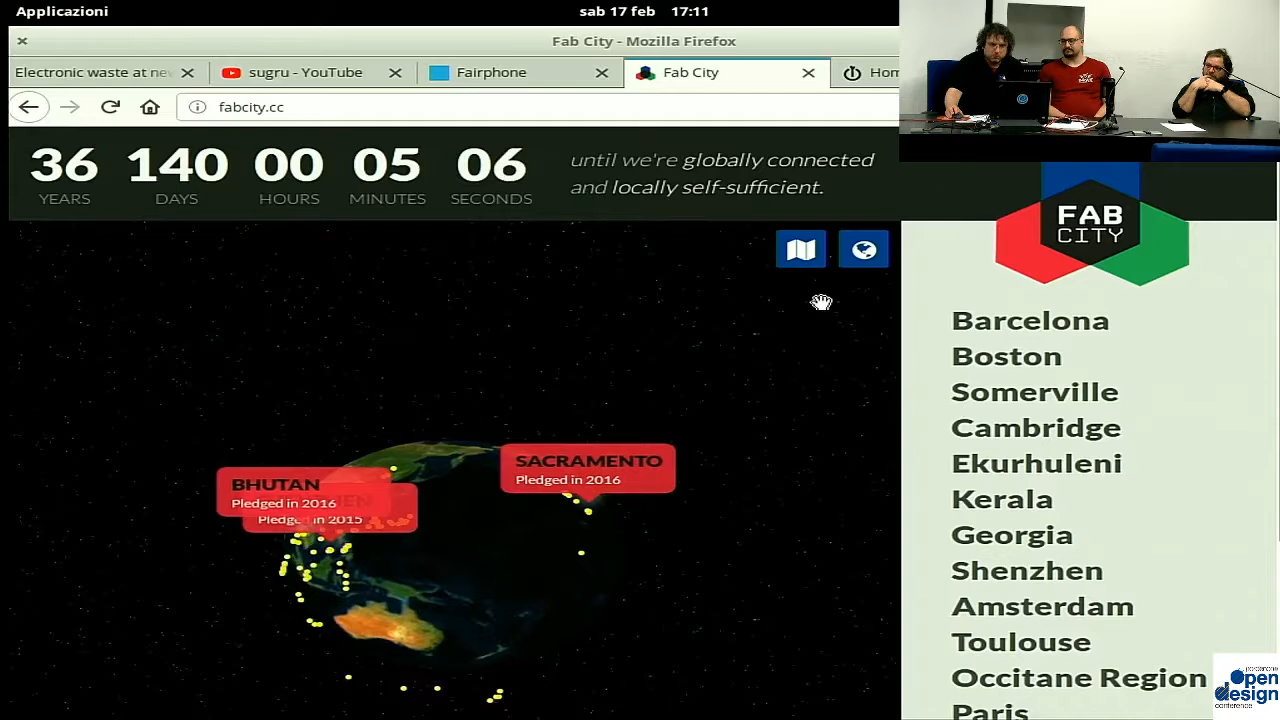 Applicazioni
sab 17 feb 17:11
Fab City - Mozilla Firefox
Electronic waste at ne
sugru - YouTube
Fairphone
Fab City
Hom
fabcity.cc
36 140 00 05 06
YEARS DAYS HOURS MINUTES SECONDS
until we're globally connected
and locally self-sufficient.
FAB
CITY
BHUTAN
Pledged in 2016
Pledged in 2015
SACRAMENTO
Pledged in 2016
Barcelona
Boston
Somerville
Cambridge
Ekurhuleni
Kerala
Georgia
Shenzhen
Amsterdam
Toulouse
Occitane Region
Paris
pordenone
open
design
conference